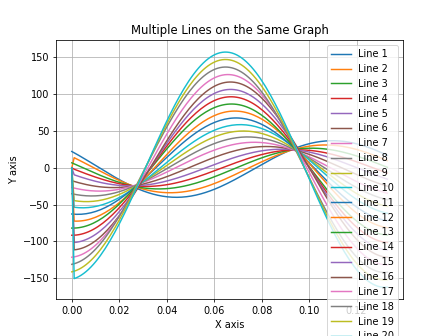 Multiple Lines on the Same Graph
Y axis
150
100
50
0
−50
−100
−150
0.00
0.02
0.04
0.06
0.08
0.10
X axis
Line 1
Line 2
Line 3
Line 4
Line 5
Line 6
Line 7
Line 8
Line 9
Line 10
Line 11
Line 12
Line 13
Line 14
Line 15
Line 16
Line 17
Line 18
Line 19
Line 20